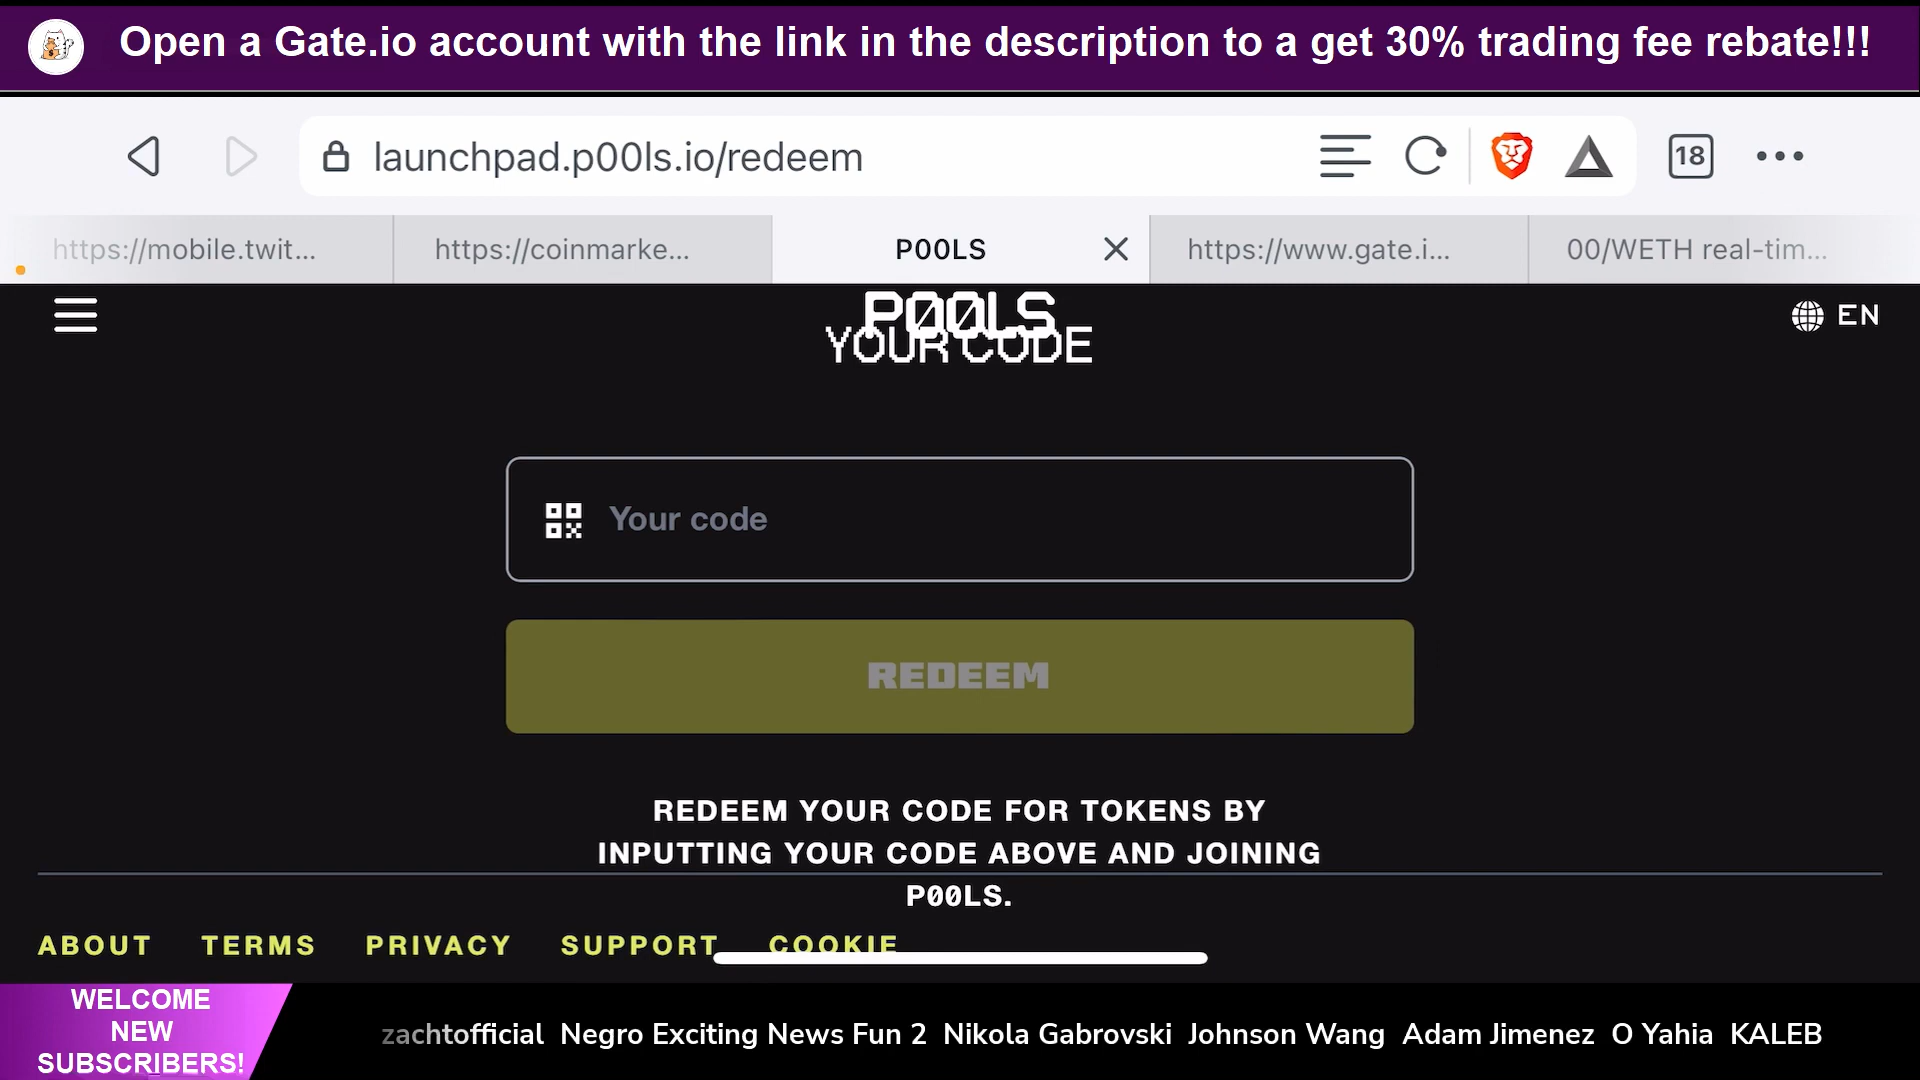 Open a Gate.io account with the link in the description to a get 30% trading fee rebate!!!
launchpad.p00ls.io/redeem
18
https://mobile.twit...
https://coinmarke...
P00LS
https://www.gate.i...
00/WETH real-tim...
P00LS
EN
YOUR CODE
Your code
REDEEM
REDEEM YOUR CODE FOR TOKENS BY
INPUTTING YOUR CODE ABOVE AND JOINING
P00LS.
ABOUT TERMS PRIVACY SUPPORT COOKIE
WELCOME
NEW
SUBSCRIBERS!
zachtofficial Negro Exciting News Fun 2 Nikola Gabrovski Johnson Wang Adam Jimenez O Yahia KALEB